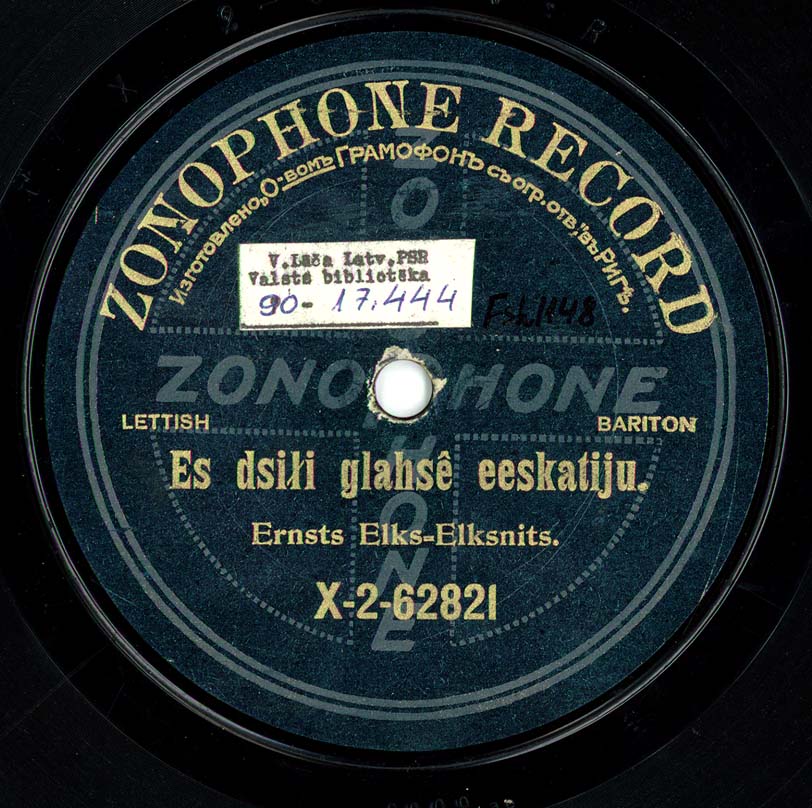 ZONOPHONE RECORD
Изготовлено „О-вомъ ГРАМОФОНЪ съ огр. отв.“ въ Ригѣ.
V.Lāča Latv.PSR
Valsts bibliotēka
90- 17.444
ZONOPHONE
ZONOPHONE
LETTISH
BARITON
Es dsiłi glahsê eeskatiju.
Ernsts Elks=Elksnits.
X-2-62821